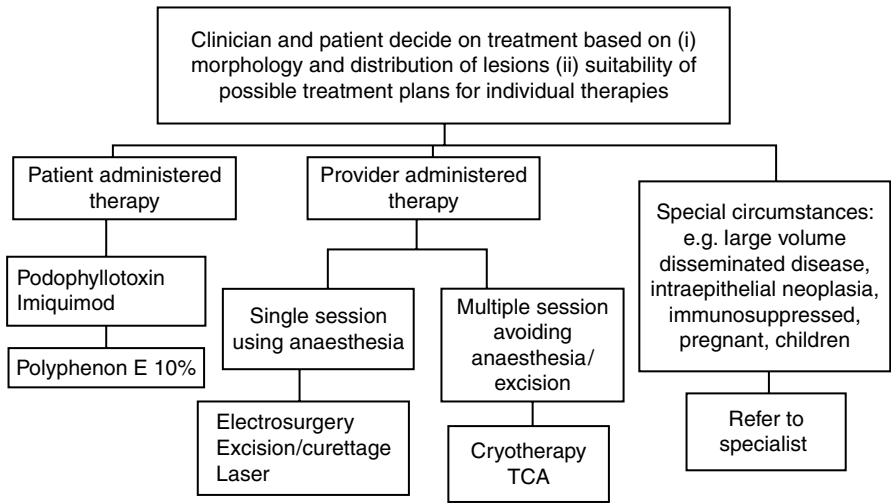 Clinician and patient decide on treatment based on (i)
morphology and distribution of lesions (ii) suitability of
possible treatment plans for individual therapies
Patient administered
therapy
Provider administered
therapy
Special circumstances:
e.g. large volume
disseminated disease,
intraepithelial neoplasia,
immunosuppressed,
pregnant, children
Podophyllotoxin
Imiquimod
Single session
using anaesthesia
Multiple session
avoiding
anaesthesia/
excision
Polyphenon E 10%
Electrosurgery
Excision/curettage
Laser
Cryotherapy
TCA
Refer to
specialist